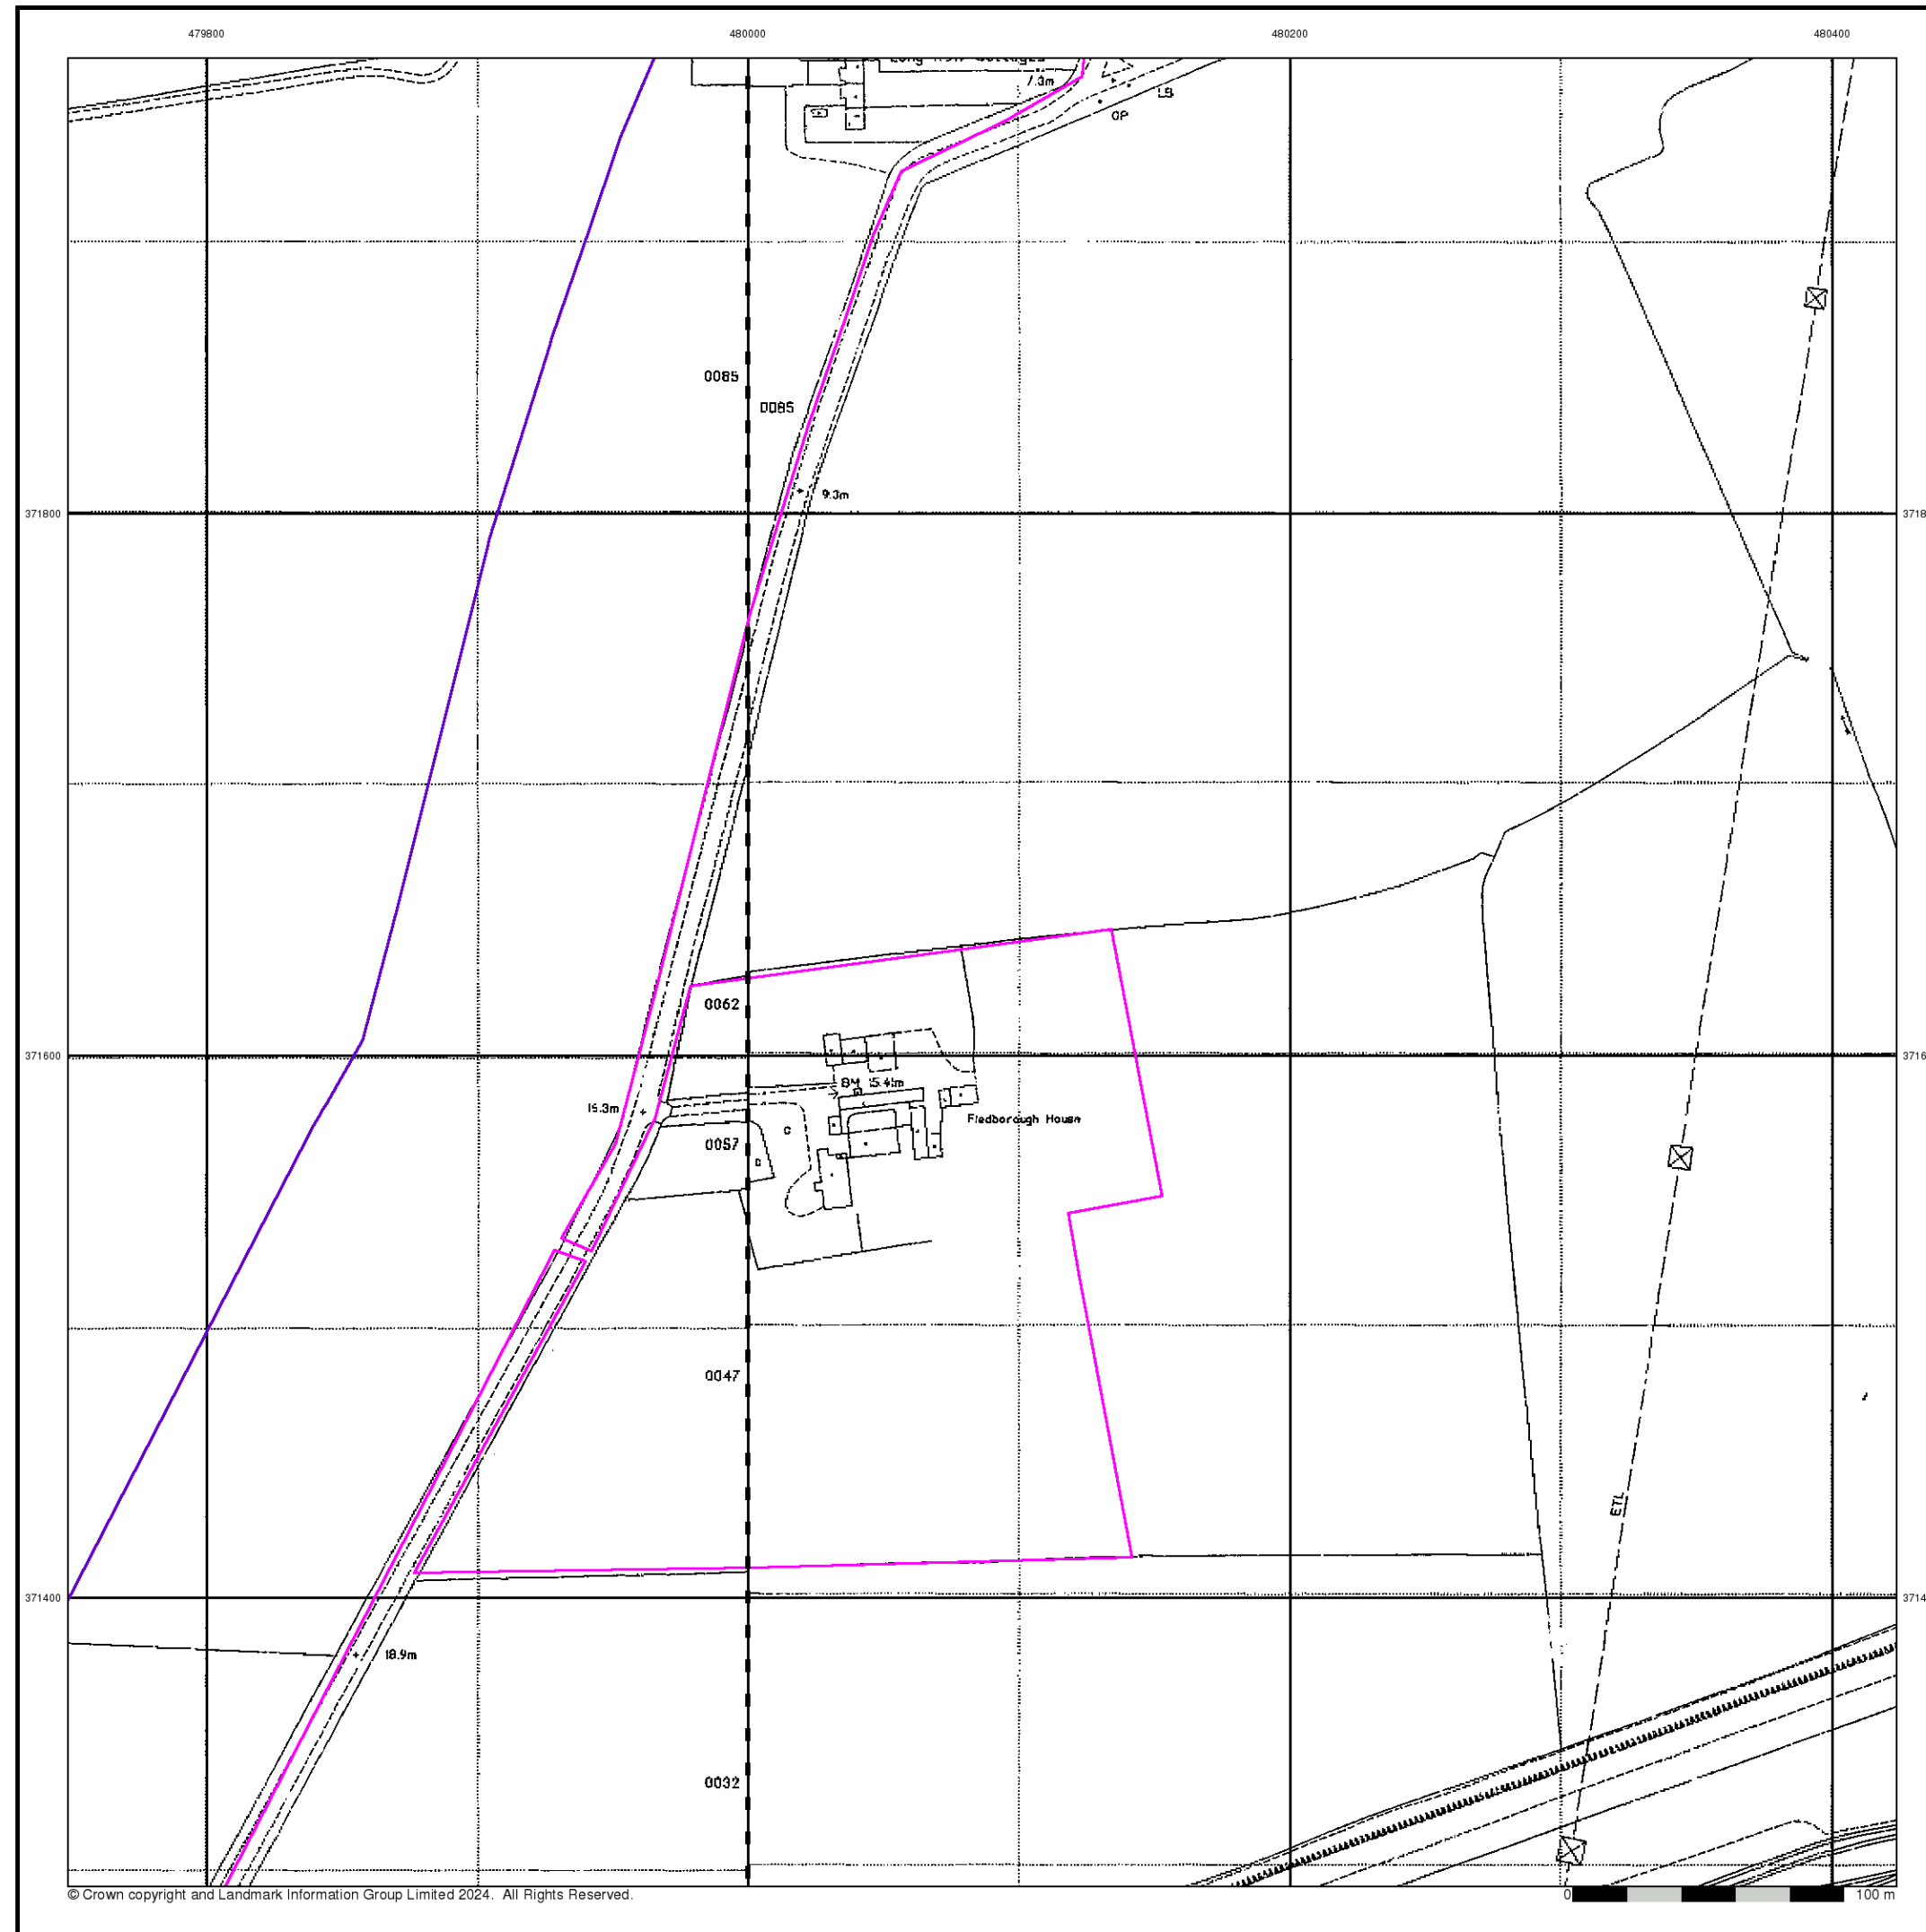 479800 480000 480200 480400
7.3m
LB
GP
0085
0085
9.3m
371800 3718
0062
371600 3716
BM 15.41m
15.3m
Fledborough House
0057
0047
ETL
371400 3714
18.9m
0032
© Crown copyright and Landmark Information Group Limited 2024. All Rights Reserved.
0 100 m